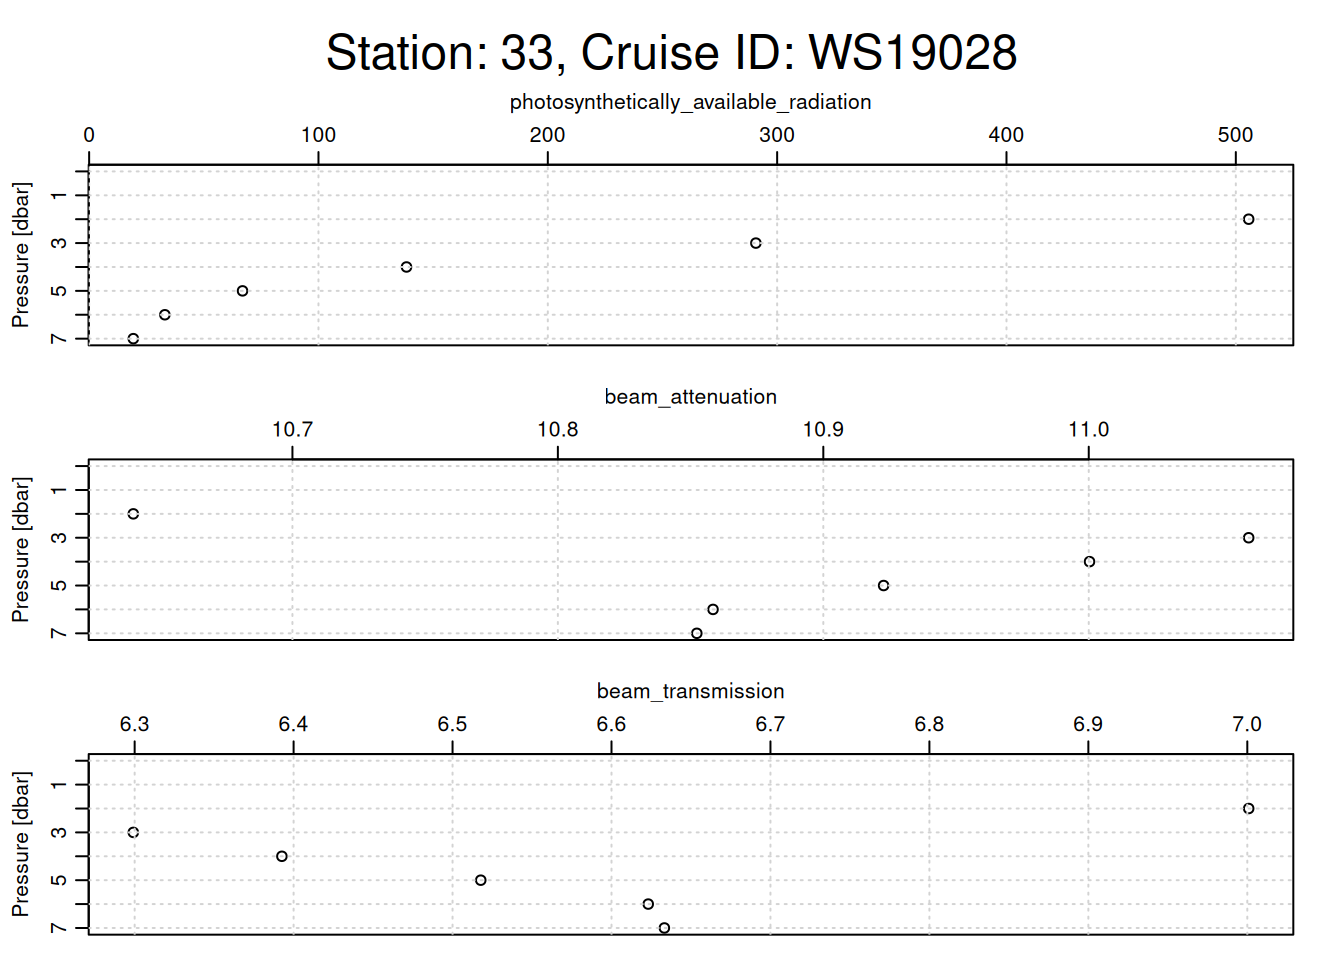 Station: 33, Cruise ID: WS19028
photosynthetically_available_radiation
0 100 200 300 400 500
Pressure [dbar]
1
3
5
7
beam_attenuation
10.7 10.8 10.9 11.0
Pressure [dbar]
1
3
5
7
beam_transmission
6.3 6.4 6.5 6.6 6.7 6.8 6.9 7.0
Pressure [dbar]
1
3
5
7